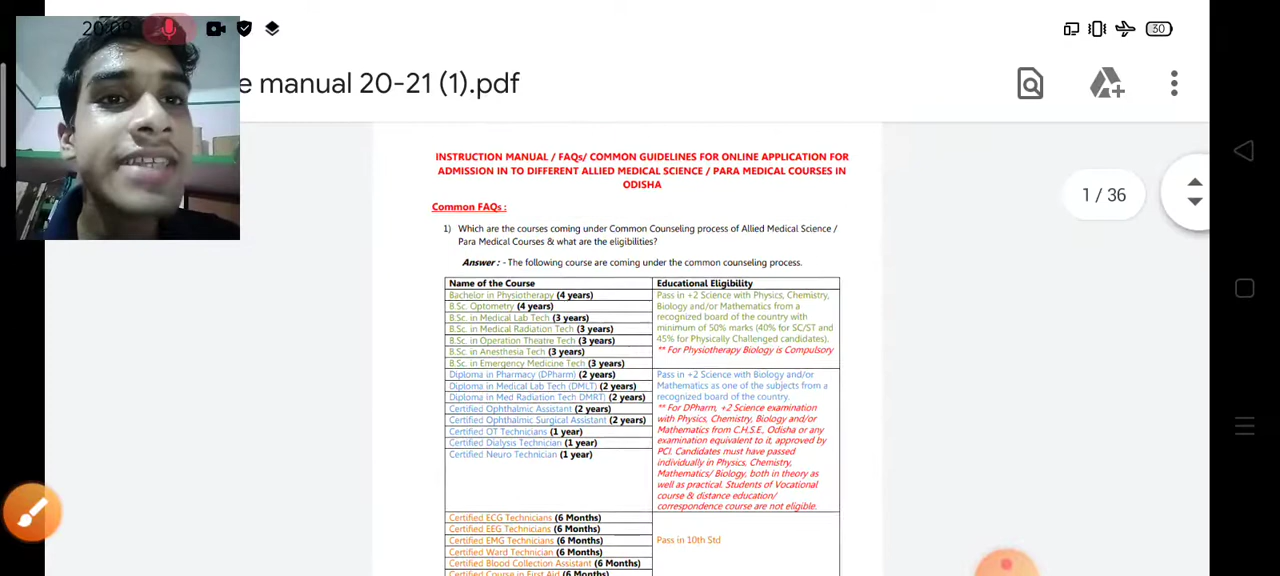 20:09
30
e manual 20-21 (1).pdf
1 / 36
INSTRUCTION MANUAL / FAQs/ COMMON GUIDELINES FOR ONLINE APPLICATION FOR
ADMISSION IN TO DIFFERENT ALLIED MEDICAL SCIENCE / PARA MEDICAL COURSES IN
ODISHA
Common FAQs :
1) Which are the courses coming under Common Counseling process of Allied Medical Science /
Para Medical Courses & what are the eligibilities?
Answer : - The following course are coming under the common counseling process.
Name of the Course
Bachelor in Physiotherapy (4 years)
B.Sc. Optometry (4 years)
B.Sc. in Medical Lab Tech (3 years)
B.Sc. in Medical Radiation Tech (3 years)
B.Sc. in Operation Theatre Tech (3 years)
B.Sc. in Anesthesia Tech (3 years)
B.Sc. in Emergency Medicine Tech (3 years)
Educational Eligibility
Pass in +2 Science with Physics, Chemistry,
Biology and/or Mathematics from a
recognized board of the country with
minimum of 50% marks (40% for SC/ST and
45% for Physically Challenged candidates).
** For Physiotherapy Biology is Compulsory
Diploma in Pharmacy (DPharm) (2 years)
Diploma in Medical Lab Tech (DMLT) (2 years)
Diploma in Med Radiation Tech DMRT) (2 years)
Certified Ophthalmic Assistant (2 years)
Certified Ophthalmic Surgical Assistant (2 years)
Certified OT Technicians (1 year)
Certified Dialysis Technician (1 year)
Certified Neuro Technician (1 year)
Pass in +2 Science with Biology and/or
Mathematics as one of the subjects from a
recognized board of the country.
** For DPharm, +2 Science examination
with Physics, Chemistry, Biology and/or
Mathematics from C.H.S.E, Odisha or any
examination equivalent to it, approved by
PCI. Candidates must have passed
individually in Physics, Chemistry,
Mathematics/ Biology, both in theory as
well as practical. Students of Vocational
course & distance education/
correspondence course are not eligible.
Certified ECG Technicians (6 Months)
Certified EEG Technicians (6 Months)
Certified EMG Technicians (6 Months)
Certified Ward Technician (6 Months)
Certified Blood Collection Assistant (6 Months)
Certified Course in First Aid (6 Months)
Pass in 10th Std